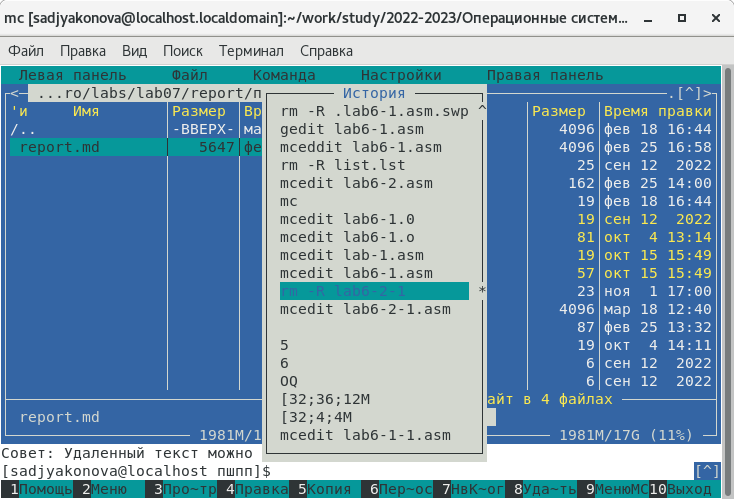 mc [sadjyakonova@localhost.localdomain]:~/work/study/2022-2023/Операционные систем...
Файл Правка Вид Поиск Терминал Справка
Левая панель Файл Команда Настройки Правая панель
<— ...ro/labs/lab07/report/п
История
.[^]>
'и Имя Размер Вр
/.. -ВВЕРХ- ма
report.md 5647 фе
rm -R .lab6-1.asm.swp ^
gedit lab6-1.asm
mceddit lab6-1.asm
rm -R list.lst
mcedit lab6-2.asm
mc
mcedit lab6-1.0
mcedit lab6-1.o
mcedit lab-1.asm
mcedit lab6-1.asm
rm -R lab6-2-1 *
mcedit lab6-2-1.asm
5
6
OQ
[32;36;12M
[32;4;4M
mcedit lab6-1-1.asm
Размер Время правки
4096 фев 18 16:44
4096 фев 25 16:58
25 сен 12 2022
162 фев 25 14:00
19 фев 18 16:44
19 сен 12 2022
81 окт 4 13:14
19 окт 15 15:49
57 окт 15 15:49
23 ноя 1 17:00
4096 мар 18 12:40
87 фев 25 13:32
19 окт 4 14:11
6 сен 12 2022
6 сен 12 2022
айт в 4 файлах
report.md
1981M/1
1981M/17G (11%)
Совет: Удаленный текст можно
[sadjyakonova@localhost пшпп]$ [^]
1Помощь 2Меню 3Про~тр 4Правка 5Копия 6Пер~ос 7НвК~ог 8Уда~ть 9МенюМС 10Выход